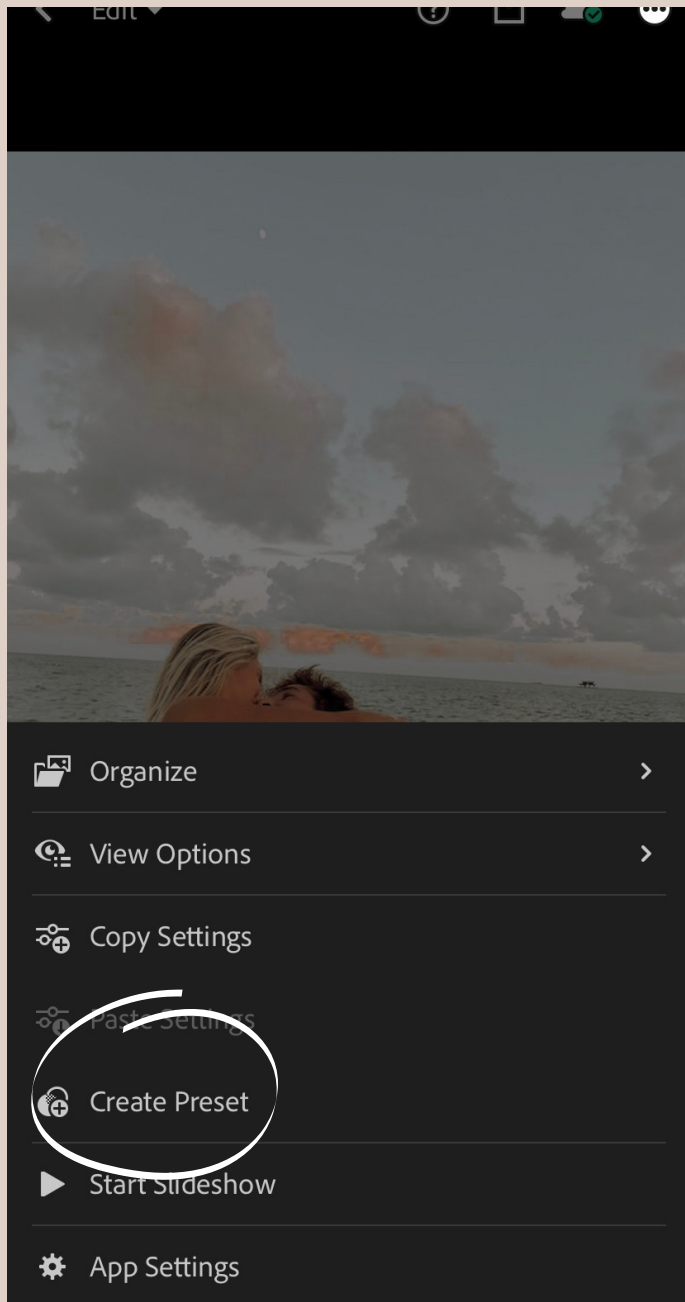 Edit
Organize
View Options
Copy Settings
Paste Settings
Create Preset
Start Slideshow
App Settings